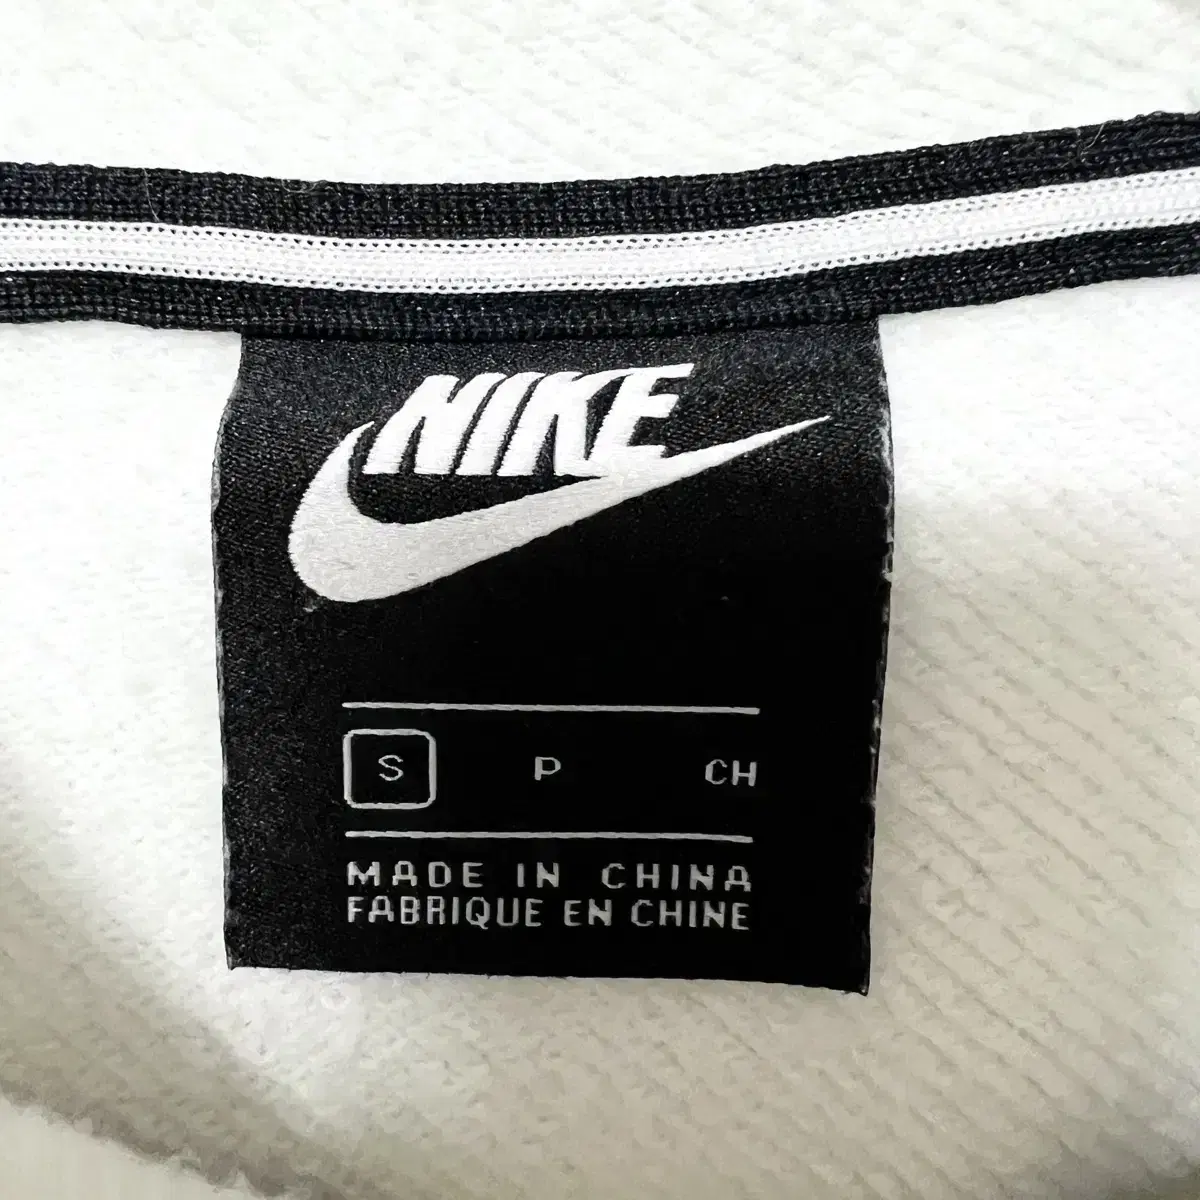 NIKE
S P CH
MADE IN CHINA
FABRIQUE EN CHINE